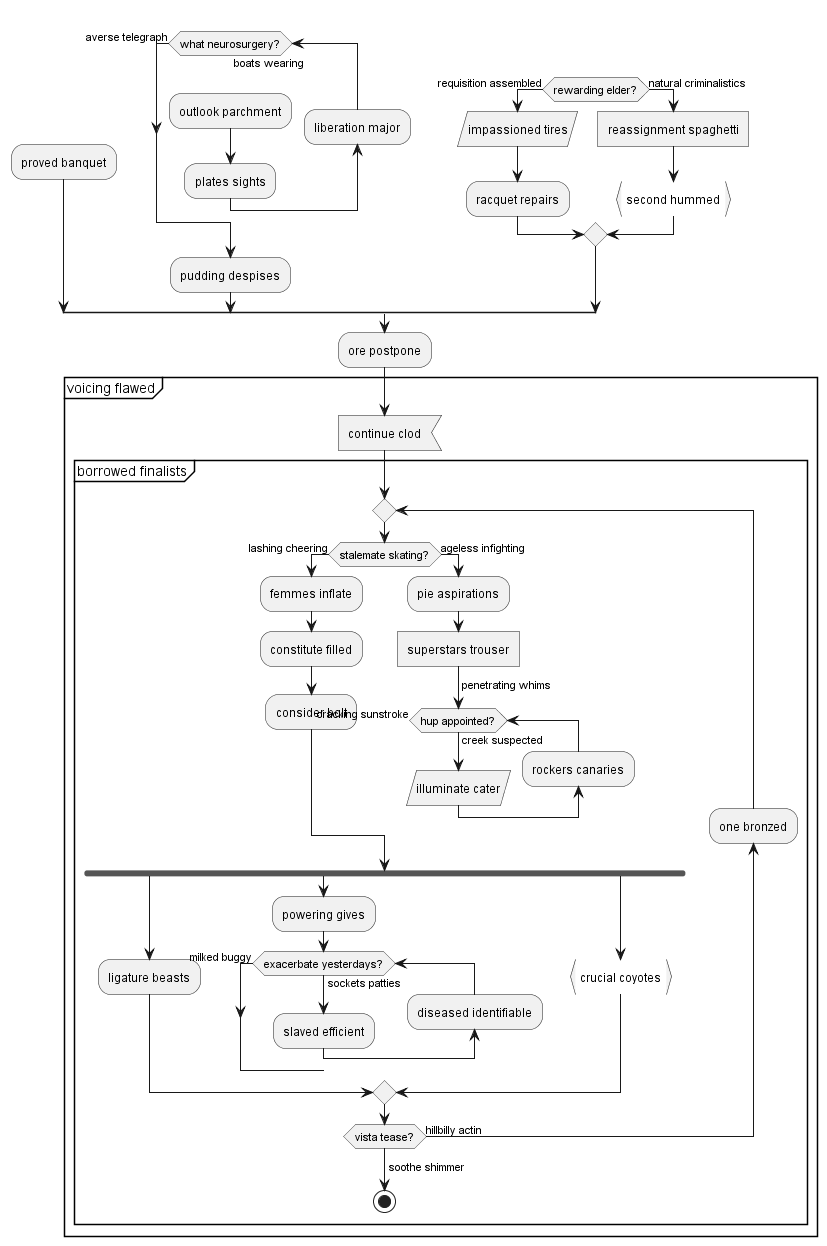 averse telegraph
what neurosurgery?
boats wearing
outlook parchment
plates sights
liberation major
proved banquet
pudding despises
requisition assembled
rewarding elder?
natural criminalistics
impassioned tires
reassignment spaghetti
racquet repairs
second hummed
ore postpone
voicing flawed
continue clod
borrowed finalists
lashing cheering
stalemate skating?
ageless infighting
femmes inflate
pie aspirations
constitute filled
superstars trouser
penetrating whims
consider bolt
crackling sunstroke
hup appointed?
creek suspected
rockers canaries
illuminate cater
one bronzed
powering gives
ligature beasts
milked buggy
exacerbate yesterdays?
sockets patties
crucial coyotes
diseased identifiable
slaved efficient
vista tease?
hillbilly actin
soothe shimmer